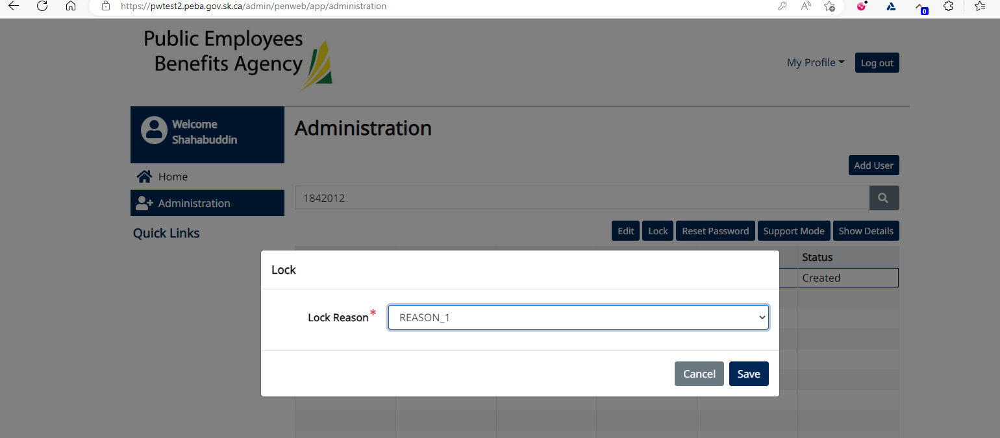 https://pwtest2.peba.gov.sk.ca/admin/penweb/app/administration
0
Public Employees
Benefits Agency
My Profile
Log out
Welcome
Shahabuddin
Administration
Home
Add User
Administration
1842012
Quick Links
Edit Lock Reset Password Support Mode Show Details
Status
Created
Lock
Lock Reason*
REASON_1
Cancel Save